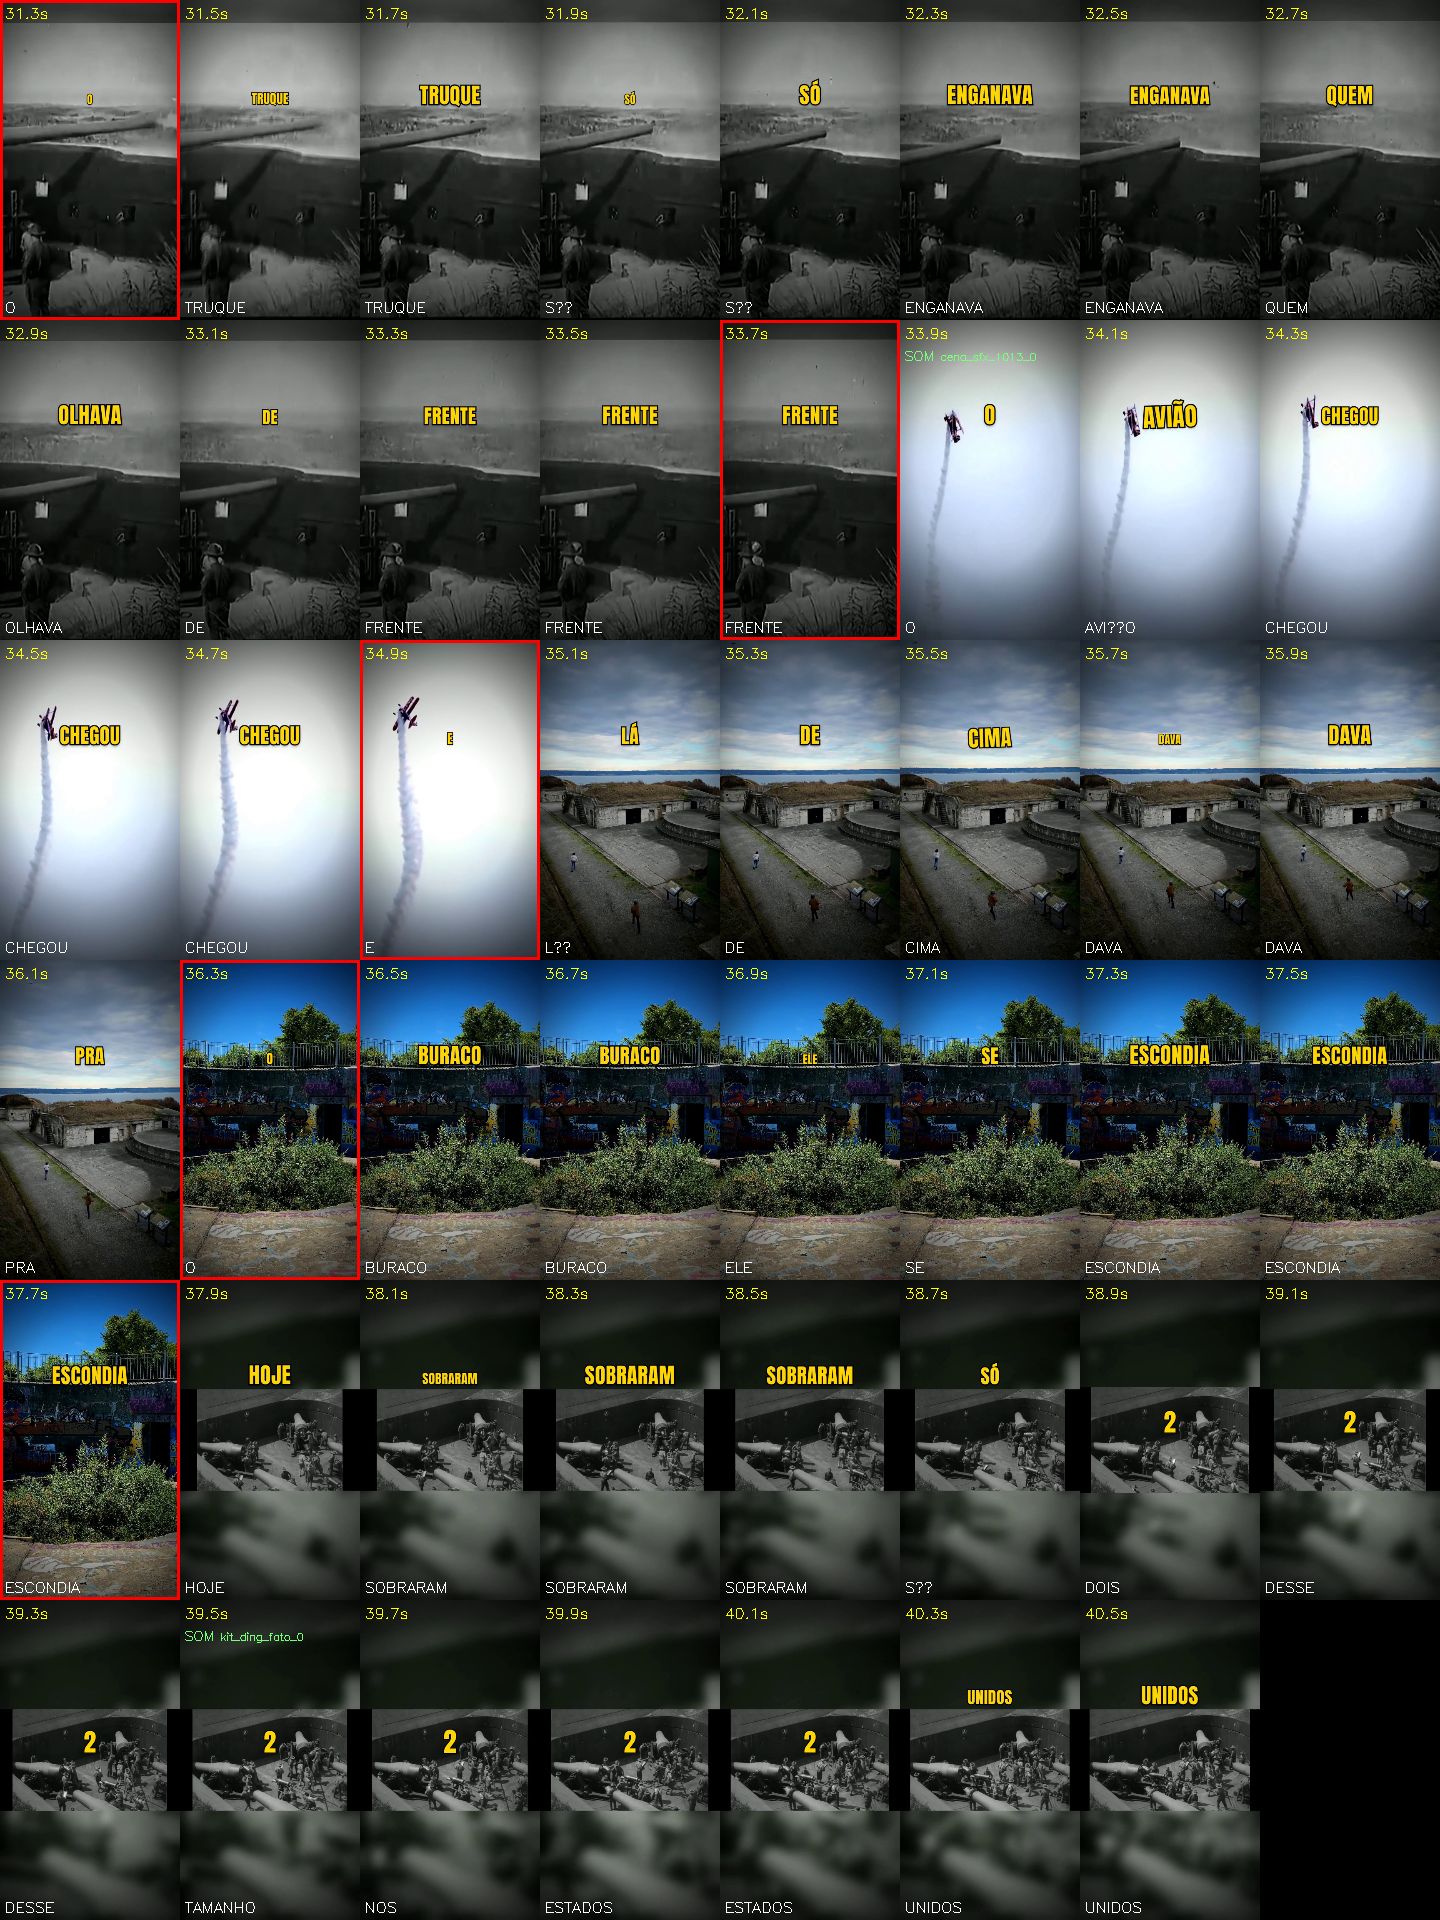 31.3s 31.5s 31.7s 31.9s 32.1s 32.3s 32.5s 32.7s
O TRUQUE TRUQUE SÓ SÓ ENGANAVA ENGANAVA QUEM
O TRUQUE TRUQUE S?? S?? ENGANAVA ENGANAVA QUEM
32.9s 33.1s 33.3s 33.5s 33.7s 33.9s 34.1s 34.3s
SOM cena_sfx_1013_0
OLHAVA DE FRENTE FRENTE FRENTE O AVIÃO CHEGOU
OLHAVA DE FRENTE FRENTE FRENTE O AVI??O CHEGOU
34.5s 34.7s 34.9s 35.1s 35.3s 35.5s 35.7s 35.9s
CHEGOU CHEGOU E LÁ DE CIMA DAVA DAVA
CHEGOU CHEGOU E L?? DE CIMA DAVA DAVA
36.1s 36.3s 36.5s 36.7s 36.9s 37.1s 37.3s 37.5s
PRA O BURACO BURACO ELE SE ESCONDIA ESCONDIA
PRA O BURACO BURACO ELE SE ESCONDIA ESCONDIA
37.7s 37.9s 38.1s 38.3s 38.5s 38.7s 38.9s 39.1s
ESCONDIA HOJE SOBRARAM SOBRARAM SOBRARAM SÓ 2 2
ESCONDIA HOJE SOBRARAM SOBRARAM SOBRARAM S?? DOIS DESSE
39.3s 39.5s 39.7s 39.9s 40.1s 40.3s 40.5s
SOM kit_ding_fato_0
2 2 2 2 2 UNIDOS UNIDOS
DESSE TAMANHO NOS ESTADOS ESTADOS UNIDOS UNIDOS